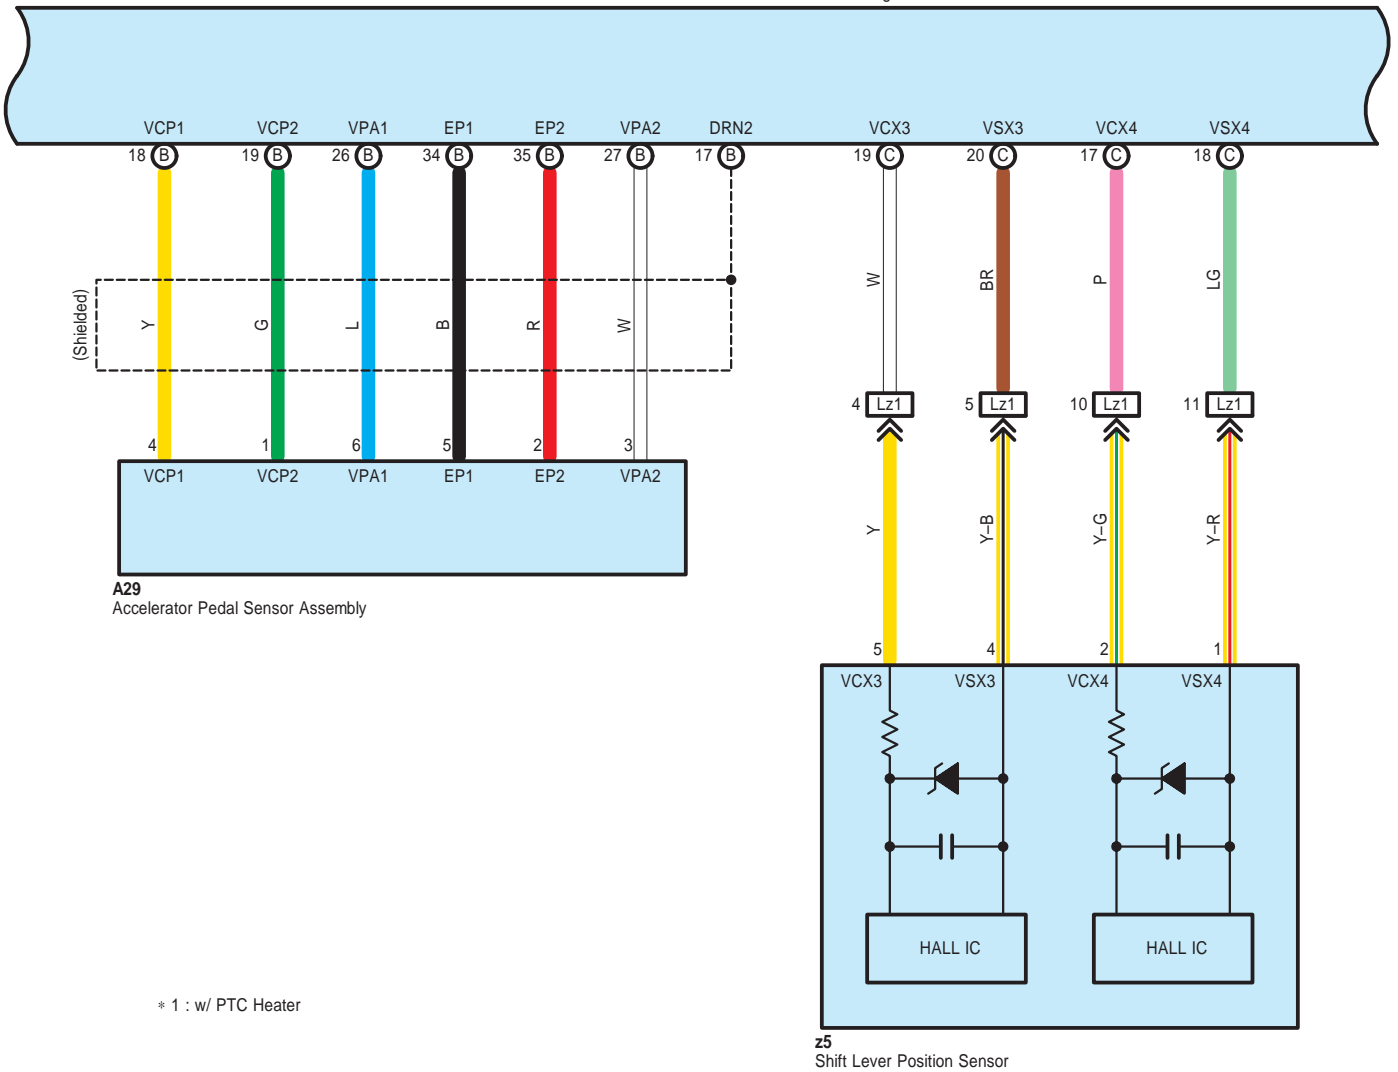 VCP1 VCP2 VPA1 EP1 EP2 VPA2 DRN2 VCX3 VSX3 VCX4 VSX4
18 B 19 B 26 B 34 B 35 B 27 B 17 B 19 C 20 C 17 C 18 C
(Shielded)
Y G L B R W
W BR P LG
4 Lz1 5 Lz1 10 Lz1 11 Lz1
4 1 6 5 2 3
VCP1 VCP2 VPA1 EP1 EP2 VPA2
A29
Accelerator Pedal Sensor Assembly
Y Y–B Y–G Y–R
5 4 2 1
VCX3 VSX3 VCX4 VSX4
HALL IC HALL IC
* 1 : w/ PTC Heater
z5
Shift Lever Position Sensor